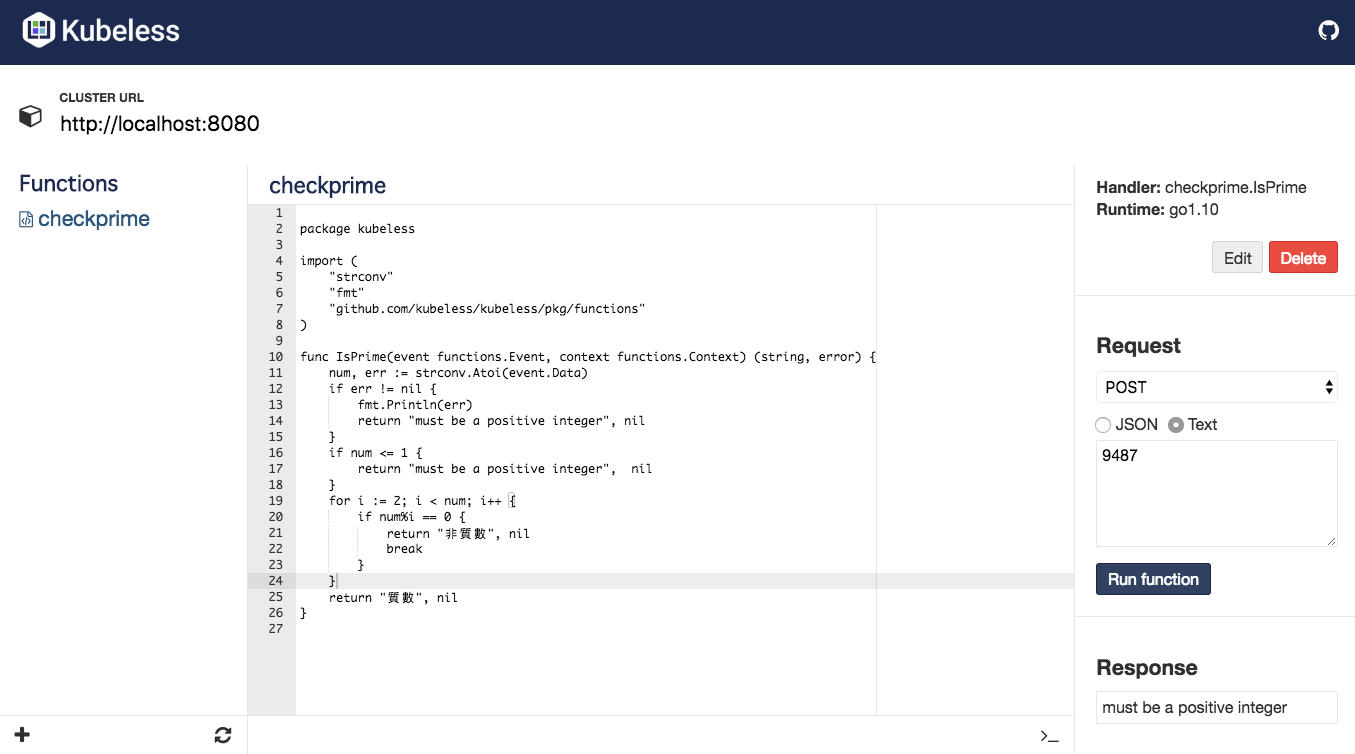 Kubeless
CLUSTER URL
http://localhost:8080
Functions
checkprime
checkprime
1
2 package kubeless
3
4 import (
5     "strconv"
6     "fmt"
7     "github.com/kubeless/kubeless/pkg/functions"
8 )
9
10 func IsPrime(event functions.Event, context functions.Context) (string, error) {
11     num, err := strconv.Atoi(event.Data)
12     if err != nil {
13         fmt.Println(err)
14         return "must be a positive integer", nil
15     }
16     if num <= 1 {
17         return "must be a positive integer",  nil
18     }
19     for i := 2; i < num; i++ {
20         if num%i == 0 {
21             return "非質數", nil
22             break
23         }
24     }
25     return "質數", nil
26 }
27
Handler: checkprime.IsPrime
Runtime: go1.10
Edit Delete
Request
POST
JSON Text
9487
Run function
Response
must be a positive integer